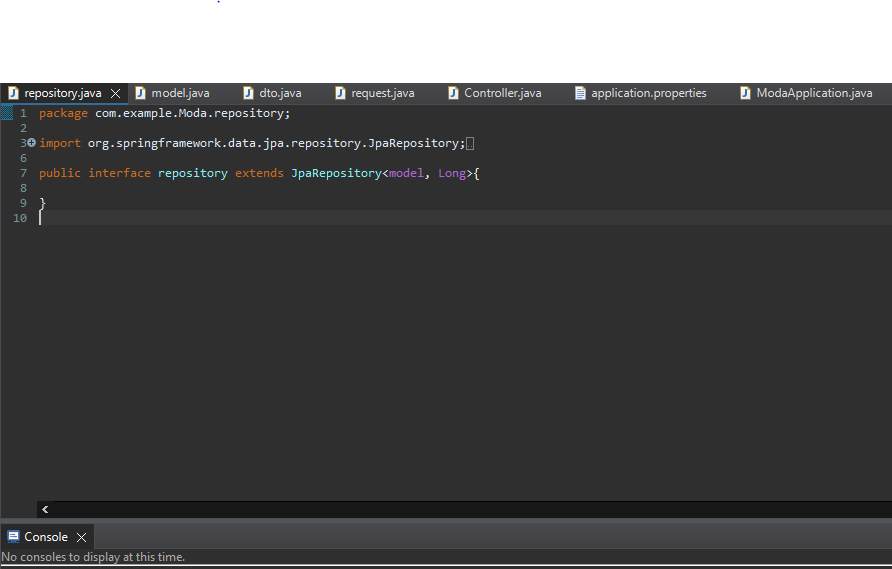 repository.java model.java dto.java request.java Controller.java application.properties ModaApplication.java
1 package com.example.Moda.repository;
2
3 import org.springframework.data.jpa.repository.JpaRepository;
6
7 public interface repository extends JpaRepository<model, Long>{
8
9 }
10
Console
No consoles to display at this time.